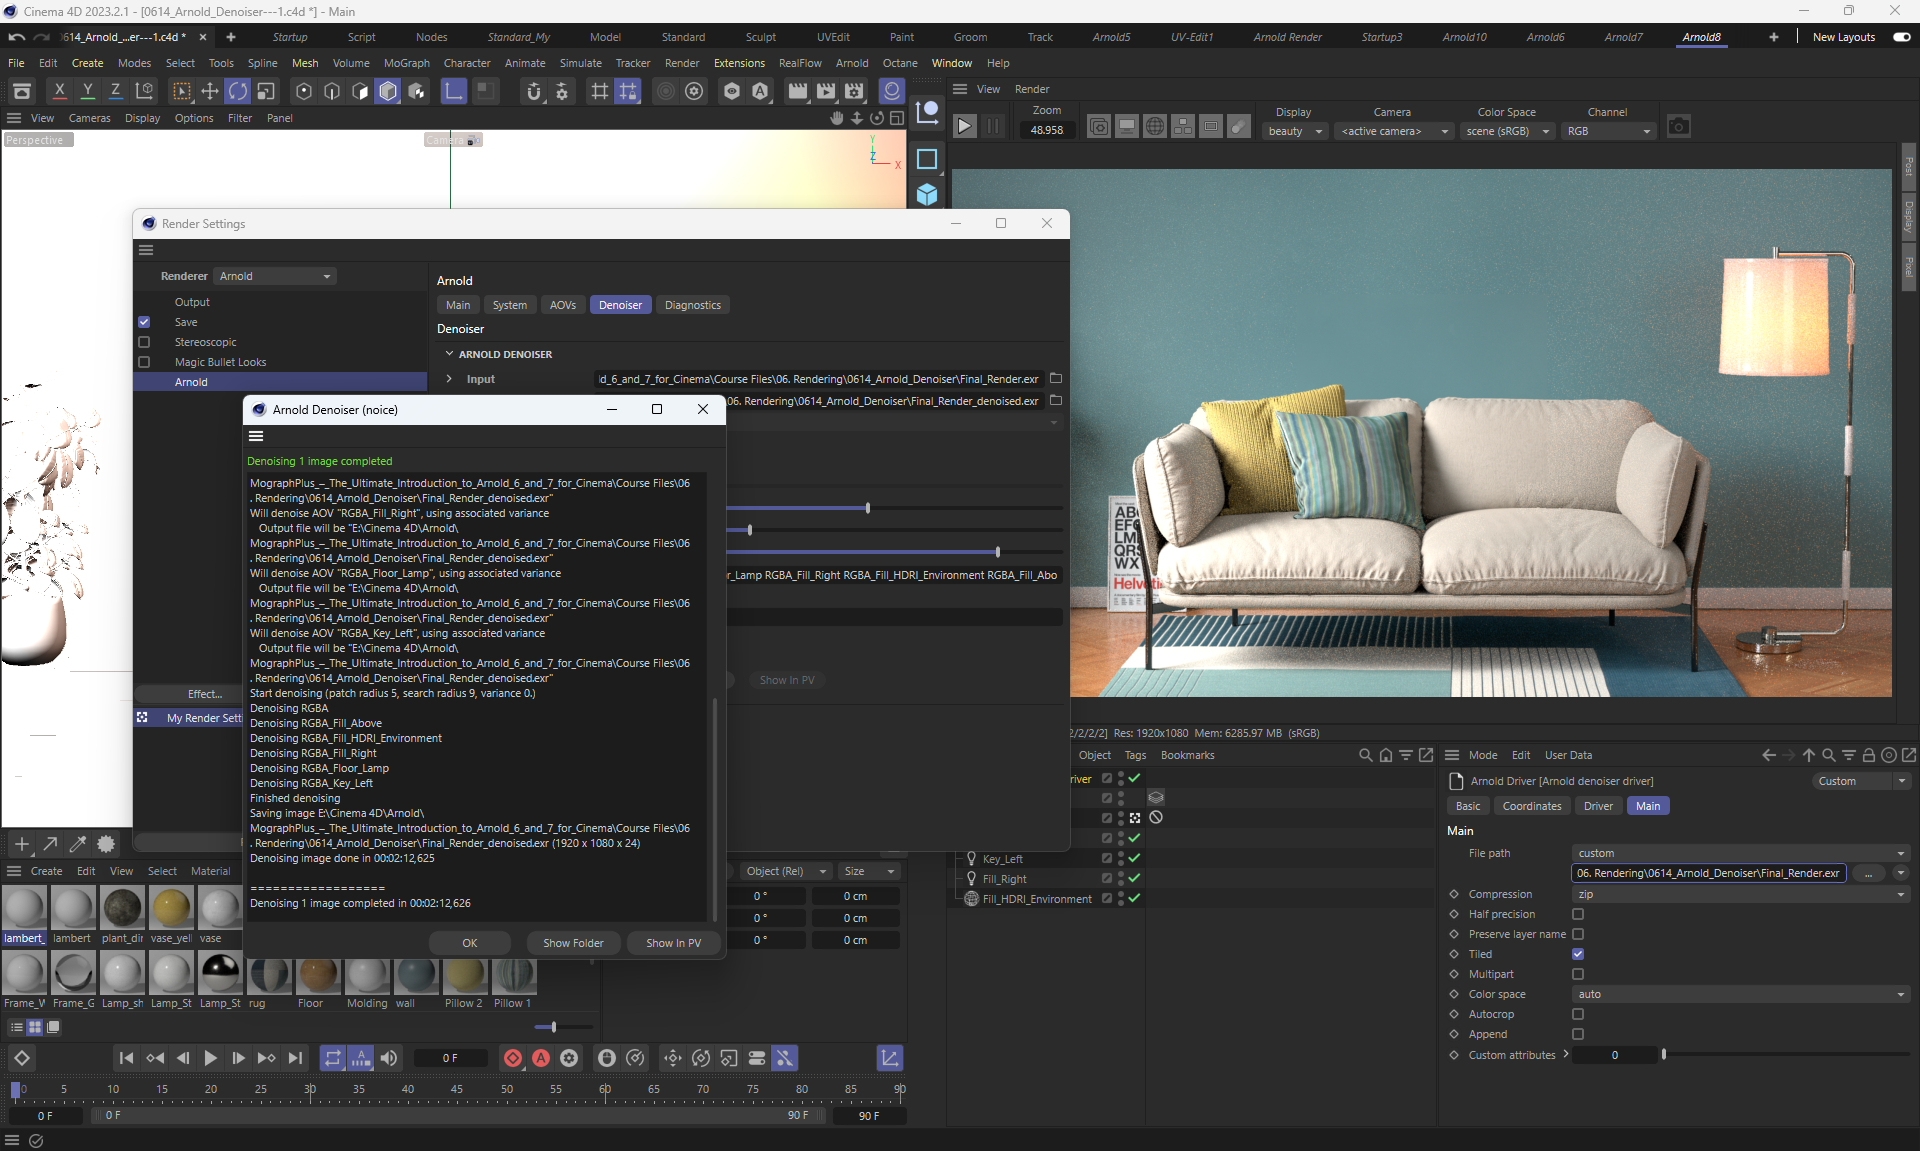 Cinema 4D 2023.2.1 - [0614_Arnold_Denoiser---1.c4d *] - Main
0614_Arnold_...er---1.c4d *
Startup Script Nodes Standard_My Model Standard Sculpt UVEdit Paint Groom Track Arnold5 UV-Edit1 Arnold Render Startup3 Arnold10 Arnold6 Arnold7 Arnold8 New Layouts
File Edit Create Modes Select Tools Spline Mesh Volume MoGraph Character Animate Simulate Tracker Render Extensions RealFlow Arnold Octane Window Help
X Y Z
View Render
View Cameras Display Options Filter Panel
Zoom
48.958
Display
beauty
Camera
<active camera>
Color Space
scene (sRGB)
Channel
RGB
Perspective
Camera
Y
Z
X
Post
Display
Pixel
Render Settings
Renderer Arnold
Output
Save
Stereoscopic
Magic Bullet Looks
Arnold
Effect...
My Render Sett
Arnold
Main System AOVs Denoiser Diagnostics
Denoiser
ARNOLD DENOISER
Input
ld_6_and_7_for_Cinema\Course Files\06. Rendering\0614_Arnold_Denoiser\Final_Render.exr
06. Rendering\0614_Arnold_Denoiser\Final_Render_denoised.exr
r_Lamp RGBA_Fill_Right RGBA_Fill_HDRI_Environment RGBA_Fill_Abo
Show In PV
Arnold Denoiser (noice)
Denoising 1 image completed
MographPlus_–_The_Ultimate_Introduction_to_Arnold_6_and_7_for_Cinema\Course Files\06
. Rendering\0614_Arnold_Denoiser\Final_Render_denoised.exr"
Will denoise AOV "RGBA_Fill_Right", using associated variance
Output file will be "E:\Cinema 4D\Arnold\
MographPlus_–_The_Ultimate_Introduction_to_Arnold_6_and_7_for_Cinema\Course Files\06
. Rendering\0614_Arnold_Denoiser\Final_Render_denoised.exr"
Will denoise AOV "RGBA_Floor_Lamp", using associated variance
Output file will be "E:\Cinema 4D\Arnold\
MographPlus_–_The_Ultimate_Introduction_to_Arnold_6_and_7_for_Cinema\Course Files\06
. Rendering\0614_Arnold_Denoiser\Final_Render_denoised.exr"
Will denoise AOV "RGBA_Key_Left", using associated variance
Output file will be "E:\Cinema 4D\Arnold\
MographPlus_–_The_Ultimate_Introduction_to_Arnold_6_and_7_for_Cinema\Course Files\06
. Rendering\0614_Arnold_Denoiser\Final_Render_denoised.exr"
Start denoising (patch radius 5, search radius 9, variance 0.)
Denoising RGBA
Denoising RGBA_Fill_Above
Denoising RGBA_Fill_HDRI_Environment
Denoising RGBA_Fill_Right
Denoising RGBA_Floor_Lamp
Denoising RGBA_Key_Left
Finished denoising
Saving image E:\Cinema 4D\Arnold\
MographPlus_–_The_Ultimate_Introduction_to_Arnold_6_and_7_for_Cinema\Course Files\06
. Rendering\0614_Arnold_Denoiser\Final_Render_denoised.exr (1920 x 1080 x 24)
Denoising image done in 00:02:12,625
==================
Denoising 1 image completed in 00:02:12,626
OK Show Folder Show In PV
AB
EFG
LM
QRS
WX
Helveti
2/2/2/2] Res: 1920x1080 Mem: 6285.97 MB (sRGB)
Object Tags Bookmarks
river
Key_Left
Fill_Right
Fill_HDRI_Environment
Mode Edit User Data
Arnold Driver [Arnold denoiser driver]
Custom
Basic Coordinates Driver Main
Main
File path custom
06. Rendering\0614_Arnold_Denoiser\Final_Render.exr ...
Compression zip
Half precision
Preserve layer name
Tiled
Multipart
Color space auto
Autocrop
Append
Custom attributes 0
Create Edit View Select Material
Object (Rel) Size
0 ° 0 cm
0 ° 0 cm
0 ° 0 cm
lambert_ lambert plant_dir vase_yell vase
Frame_W Frame_G Lamp_sh Lamp_St Lamp_St rug Floor Molding wall Pillow 2 Pillow 1
0 F
0 5 10 15 20 25 30 35 40 45 50 55 60 65 70 75 80 85 90
0 F 0 F 90 F 90 F